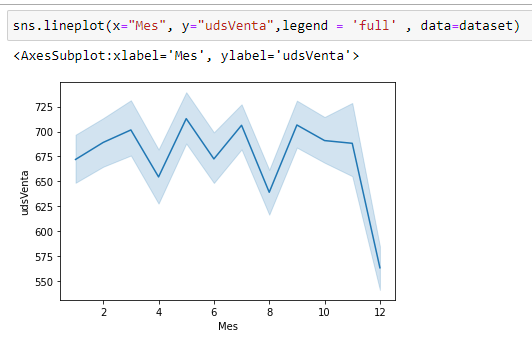 sns.lineplot(x="Mes", y="udsVenta",legend = 'full' , data=dataset)
<AxesSubplot:xlabel='Mes', ylabel='udsVenta'>
725
700
675
650
625
600
575
550
udsVenta
2 4 6 8 10 12
Mes